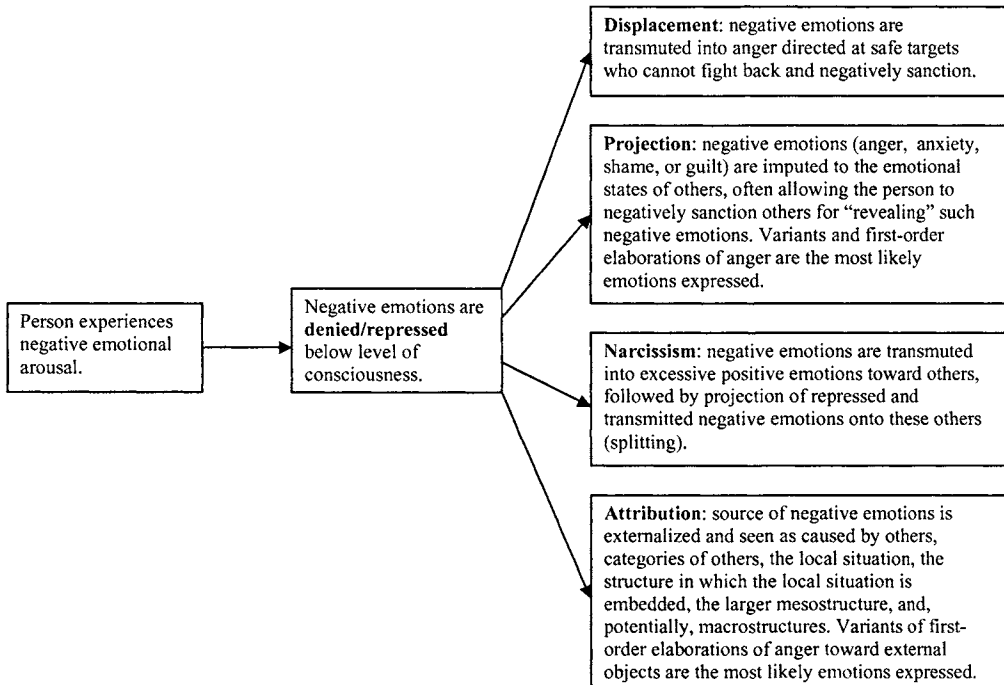 Person experiences
negative emotional
arousal.
Negative emotions are
denied/repressed
below level of
consciousness.
Displacement: negative emotions are
transmuted into anger directed at safe targets
who cannot fight back and negatively sanction.
Projection: negative emotions (anger, anxiety,
shame, or guilt) are imputed to the emotional
states of others, often allowing the person to
negatively sanction others for “revealing” such
negative emotions. Variants and first-order
elaborations of anger are the most likely
emotions expressed.
Narcissism: negative emotions are transmuted
into excessive positive emotions toward others,
followed by projection of repressed and
transmitted negative emotions onto these others
(splitting).
Attribution: source of negative emotions is
externalized and seen as caused by others,
categories of others, the local situation, the
structure in which the local situation is
embedded, the larger mesostructure, and,
potentially, macrostructures. Variants of first-
order elaborations of anger toward external
objects are the most likely emotions expressed.